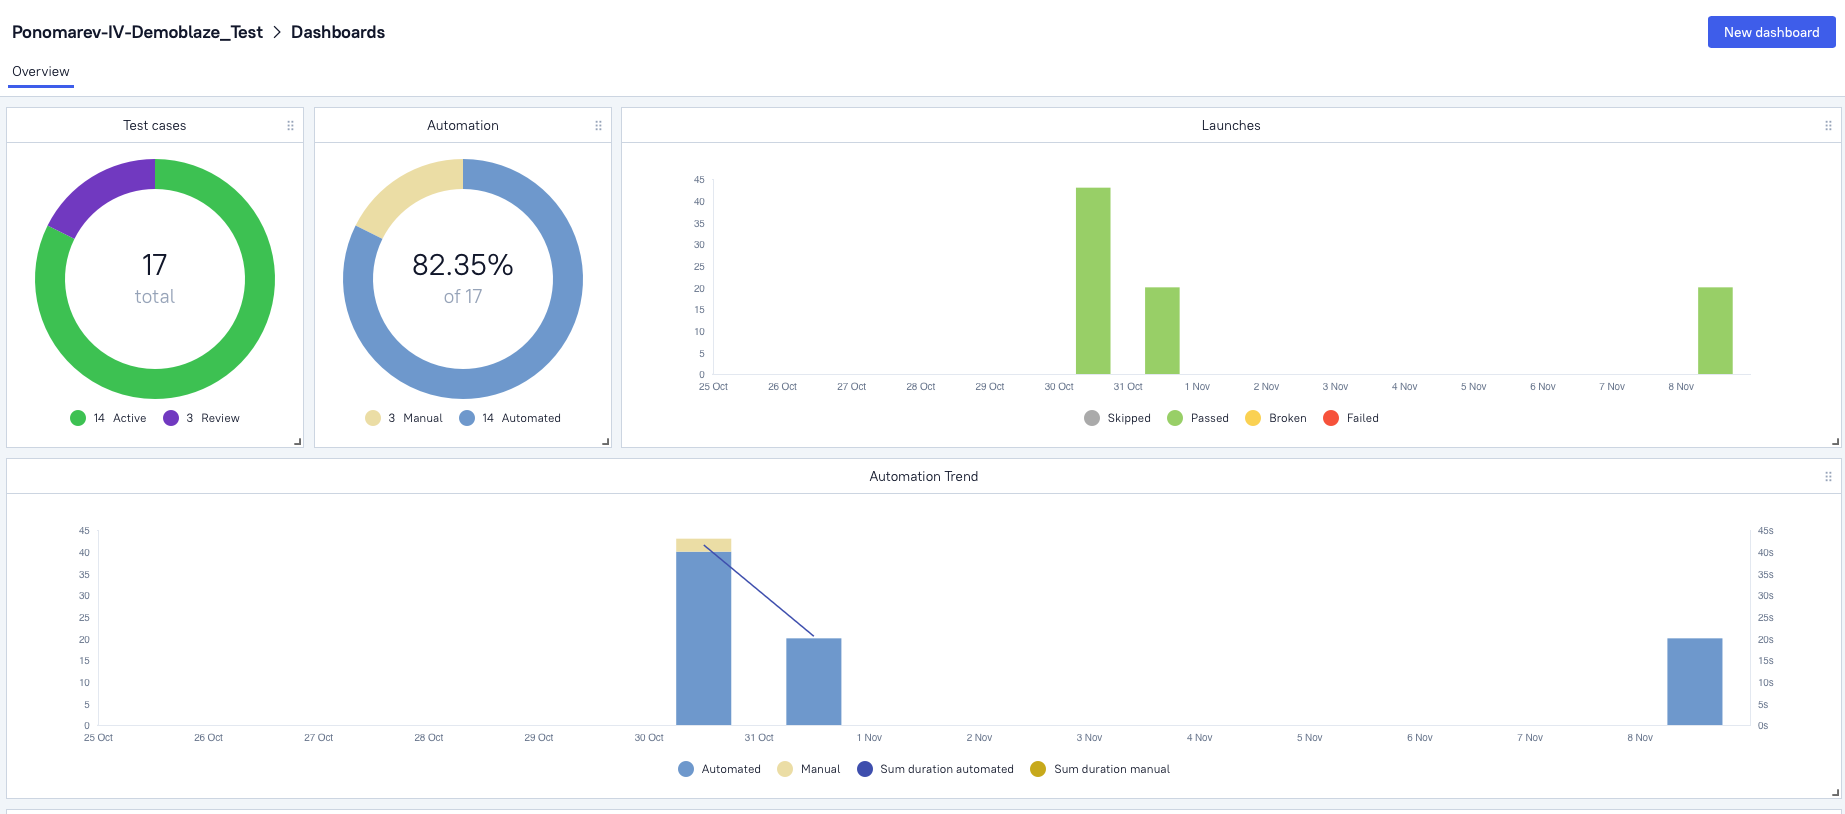 Ponomarev-IV-Demoblaze_Test > Dashboards
New dashboard
Overview
Test cases
17
total
14 Active 3 Review
Automation
82.35%
of 17
3 Manual 14 Automated
Launches
45
40
35
30
25
20
15
10
5
0
25 Oct 26 Oct 27 Oct 28 Oct 29 Oct 30 Oct 31 Oct 1 Nov 2 Nov 3 Nov 4 Nov 5 Nov 6 Nov 7 Nov 8 Nov
Skipped Passed Broken Failed
Automation Trend
45 45s
40 40s
35 35s
30 30s
25 25s
20 20s
15 15s
10 10s
5 5s
0 0s
25 Oct 26 Oct 27 Oct 28 Oct 29 Oct 30 Oct 31 Oct 1 Nov 2 Nov 3 Nov 4 Nov 5 Nov 6 Nov 7 Nov 8 Nov
Automated Manual Sum duration automated Sum duration manual